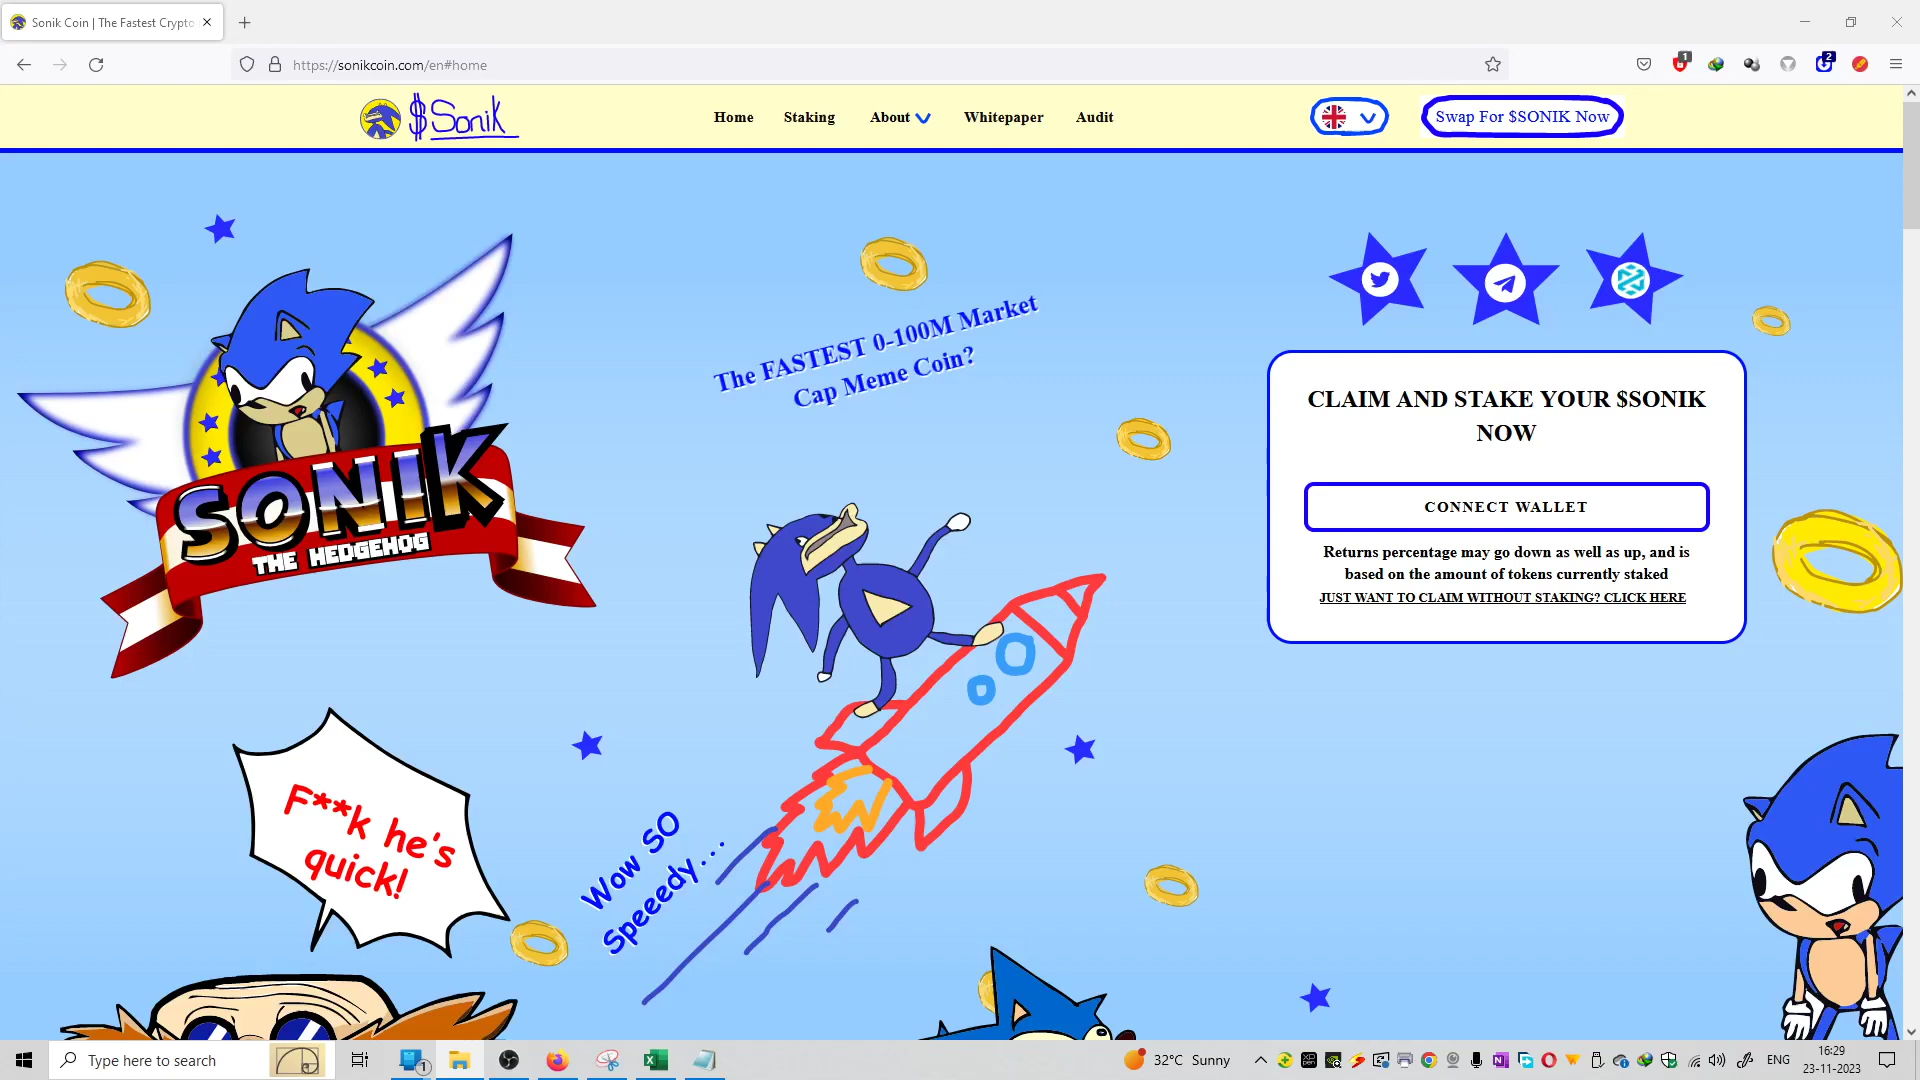 Sonik Coin | The Fastest Crypto
https://sonikcoin.com/en#home
1
2
$Sonik
Home
Staking
About
Whitepaper
Audit
Swap For $SONIK Now
The FASTEST 0-100M Market
Cap Meme Coin?
SONIK
THE HEDGEHOG
CLAIM AND STAKE YOUR $SONIK
NOW
CONNECT WALLET
Returns percentage may go down as well as up, and is
based on the amount of tokens currently staked
JUST WANT TO CLAIM WITHOUT STAKING? CLICK HERE
F**k he's
quick!
Wow SO
Speeedy...
Type here to search
1
32°C Sunny
ENG
16:29
23-11-2023